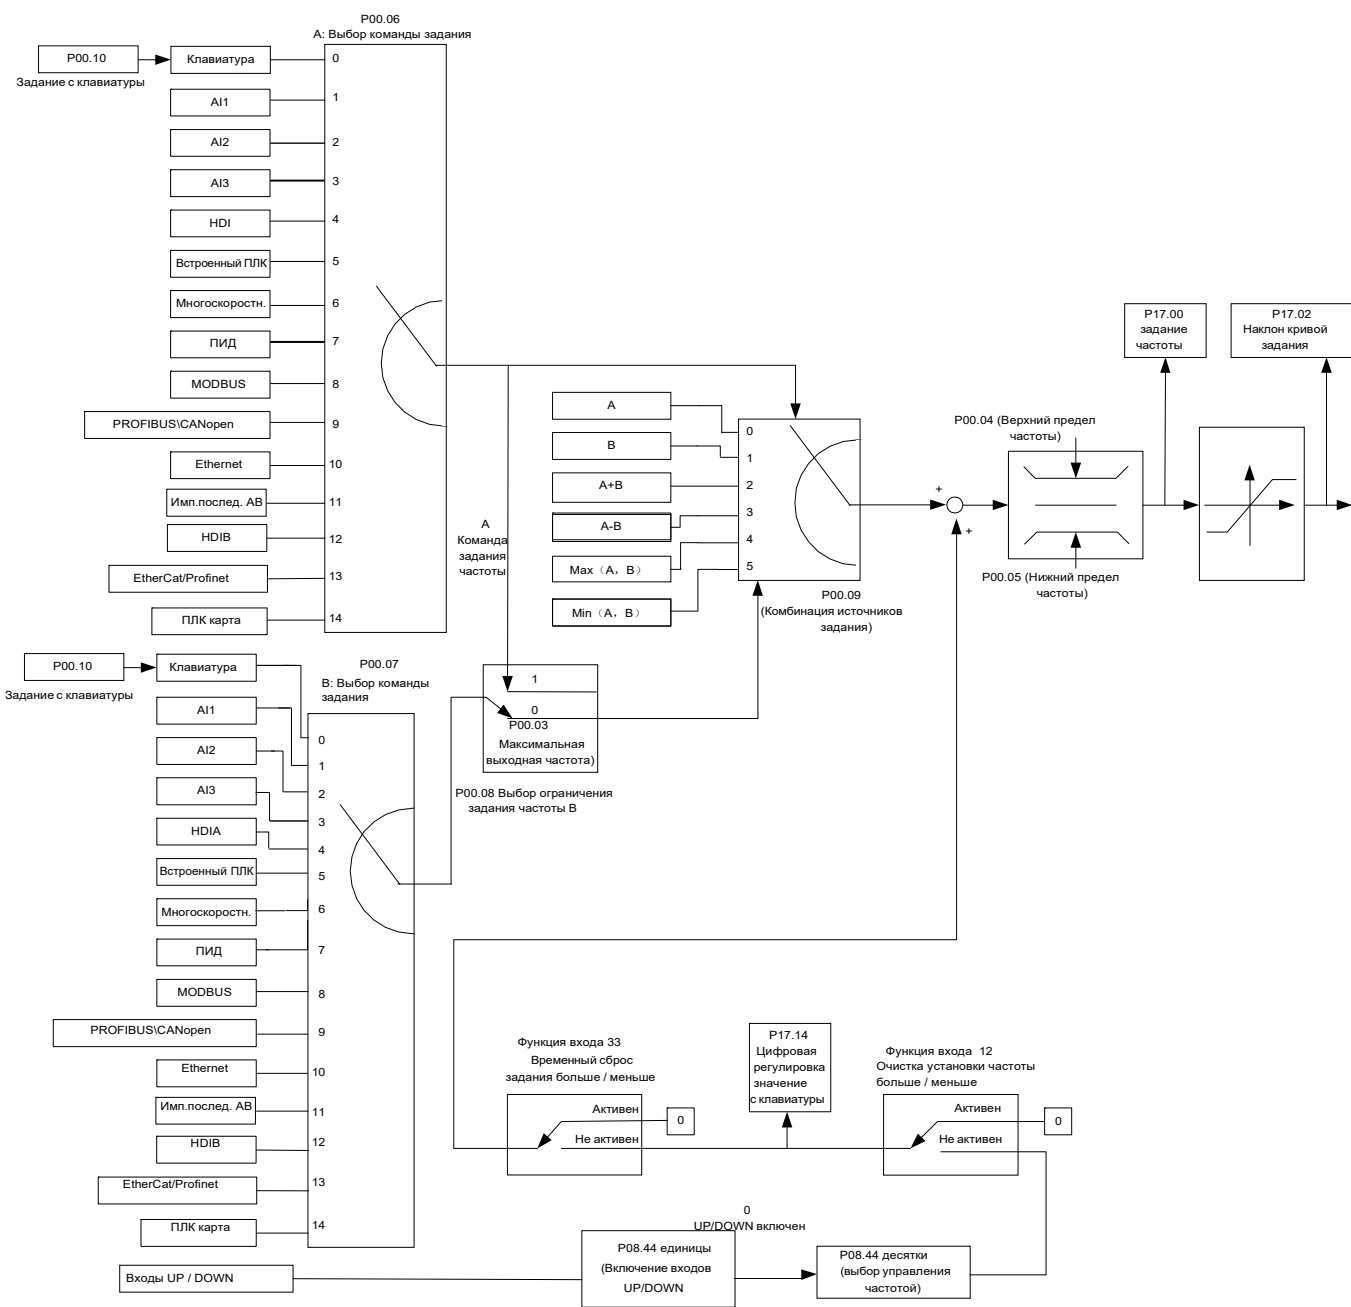 P00.06
A: Выбор команды задания
P00.10
Задание с клавиатуры
Клавиатура
0
AI1
1
AI2
2
AI3
3
HDI
4
Встроенный ПЛК
5
Многоскоростн.
6
ПИД
7
MODBUS
8
PROFIBUS\CANopen
9
Ethernet
10
Имп.послед. АВ
11
HDIB
12
EtherCat/Profinet
13
ПЛК карта
14
A
Команда
задания
частоты
A
0
B
1
A+B
2
A-B
3
Max（A，B）
4
Min（A，B）
5
P00.09
(Комбинация источников
задания)
+
+
P00.04 (Верхний предел
частоты)
P00.05 (Нижний предел
частоты)
P17.00
задание
частоты
P17.02
Наклон кривой
задания
P00.10
Задание с клавиатуры
P00.07
B: Выбор команды
задания
Клавиатура
0
AI1
1
AI2
2
AI3
3
HDIA
4
Встроенный ПЛК
5
Многоскоростн.
6
ПИД
7
MODBUS
8
PROFIBUS\CANopen
9
Ethernet
10
Имп.послед. АВ
11
HDIB
12
EtherCat/Profinet
13
ПЛК карта
14
1
0
P00.03
Максимальная
выходная частота)
P00.08 Выбор ограничения
задания частоты В
Функция входа 33
Временный сброс
задания больше / меньше
Активен
Не активен
0
P17.14
Цифровая
регулировка
значение
с клавиатуры
Функция входа 12
Очистка установки частоты
больше / меньше
Активен
Не активен
0
0
UP/DOWN включен
Входы UP / DOWN
P08.44 единицы
(Включение входов
UP/DOWN
P08.44 десятки
(выбор управления
частотой)